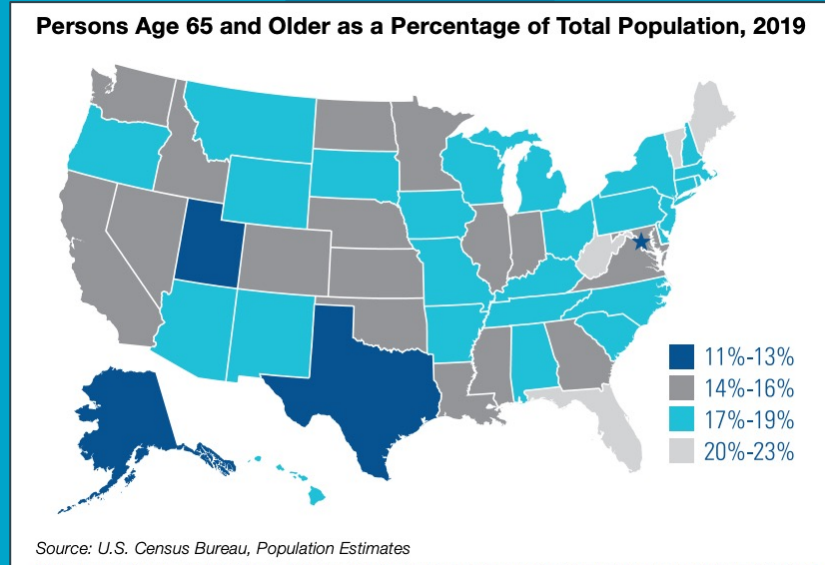 Persons Age 65 and Older as a Percentage of Total Population, 2019
11%-13%
14%-16%
17%-19%
20%-23%
Source: U.S. Census Bureau, Population Estimates